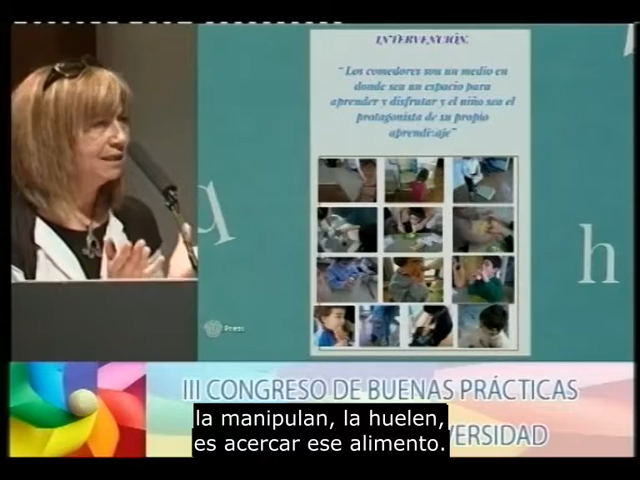 INTERVENCIÓN
"Los comedores son un medio en
donde sea un espacio para
aprender y disfrutar y el niño sea el
protagonista de su propio
aprendizaje"
q
h
III CONGRESO DE BUENAS PRÁCTICAS
VERSIDAD
la manipulan, la huelen,
es acercar ese alimento.